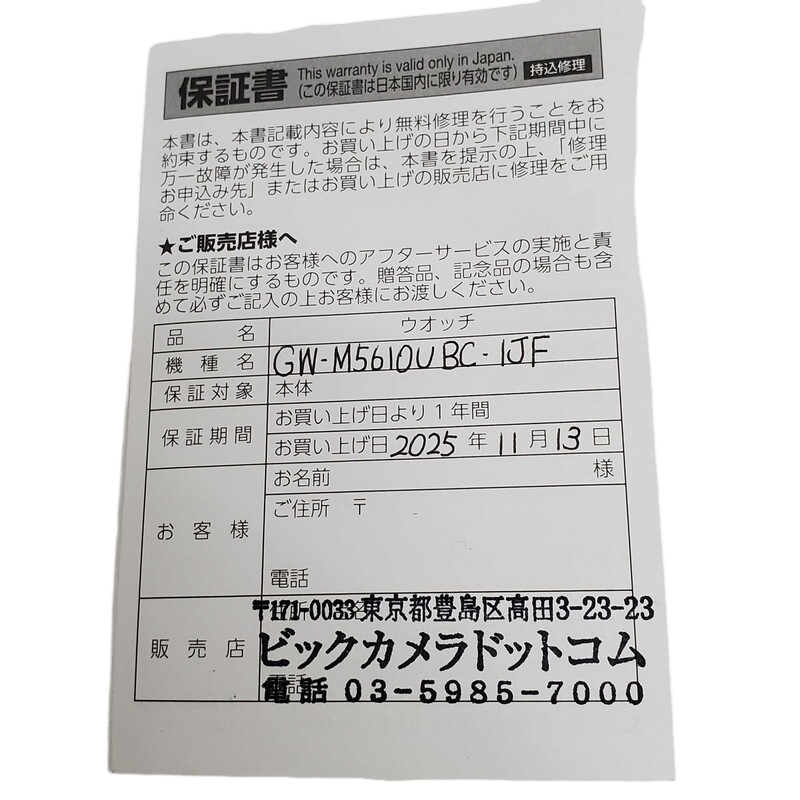 保証書
This warranty is valid only in Japan.
(この保証書は日本国内に限り有効です)
持込修理
本書は、本書記載内容により無料修理を行うことをお
約束するものです。お買い上げの日から下記期間中に
万一故障が発生した場合は、本書を提示の上、「修理
お申込み先」またはお買い上げの販売店に修理をご用
命ください。
★ご販売店様へ
この保証書はお客様へのアフターサービスの実施と責
任を明確にするものです。贈答品、記念品の場合も含
めて必ずご記入の上お客様にお渡しください。
品名 ウオッチ
機種名 GW-M5610UBC-1JF
保証対象 本体
保証期間 お買い上げ日より1年間
お買い上げ日 2025年11月13日
お客様 お名前 様
ご住所 〒
電話
販売店 〒171-0033 東京都豊島区高田3-23-23
ビックカメラドットコム
電話 03-5985-7000